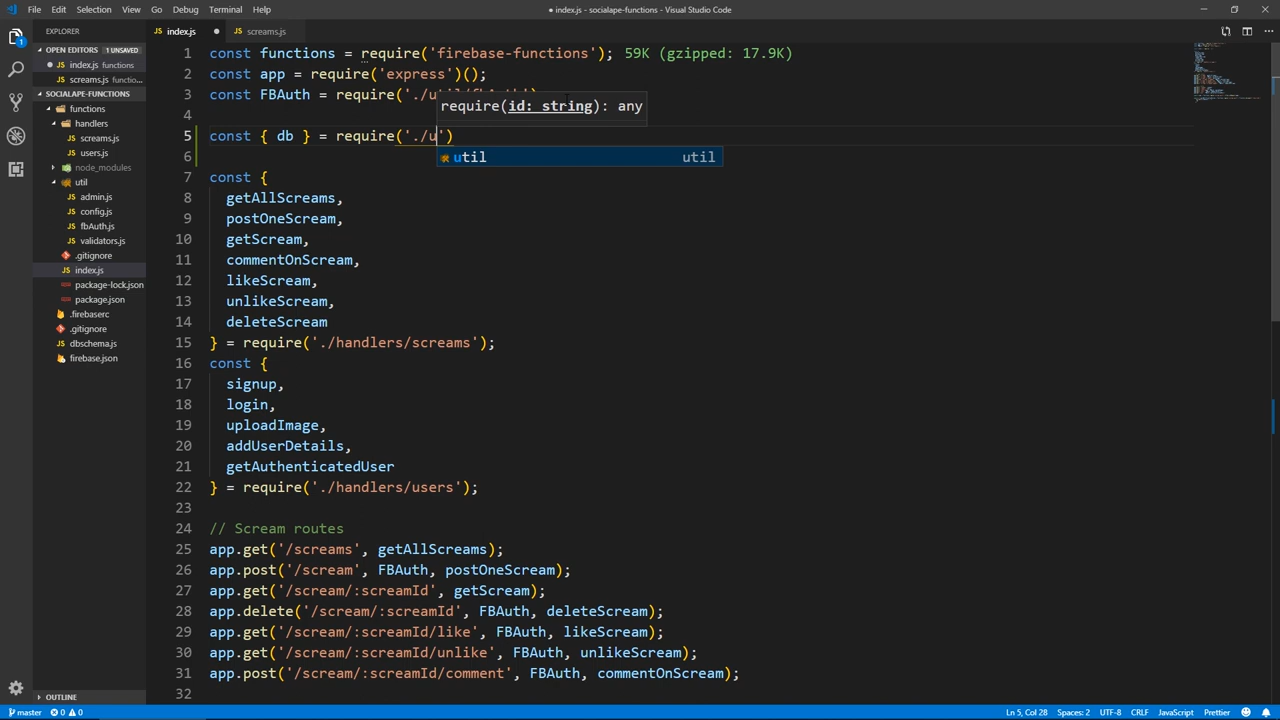 File Edit Selection View Go Debug Terminal Help
● index.js - socialape-functions - Visual Studio Code
EXPLORER
OPEN EDITORS 1 UNSAVED
index.js functions
screams.js functio...
SOCIALAPE-FUNCTIONS
functions
handlers
screams.js
users.js
node_modules
util
admin.js
config.js
fbAuth.js
validators.js
.gitignore
index.js
package-lock.json
package.json
.firebaserc
.gitignore
dbschema.js
firebase.json
OUTLINE
index.js
screams.js
1 const functions = require('firebase-functions'); 59K (gzipped: 17.9K)
2 const app = require('express')();
3 const FBAuth = require('./util/fbAuth')
require(id: string): any
4
5 const { db } = require('./u')
util util
6
7 const {
8 getAllScreams,
9 postOneScream,
10 getScream,
11 commentOnScream,
12 likeScream,
13 unlikeScream,
14 deleteScream
15 } = require('./handlers/screams');
16 const {
17 signup,
18 login,
19 uploadImage,
20 addUserDetails,
21 getAuthenticatedUser
22 } = require('./handlers/users');
23
24 // Scream routes
25 app.get('/screams', getAllScreams);
26 app.post('/scream', FBAuth, postOneScream);
27 app.get('/scream/:screamId', getScream);
28 app.delete('/scream/:screamId', FBAuth, deleteScream);
29 app.get('/scream/:screamId/like', FBAuth, likeScream);
30 app.get('/scream/:screamId/unlike', FBAuth, unlikeScream);
31 app.post('/scream/:screamId/comment', FBAuth, commentOnScream);
32
main 0 0
Ln 5, Col 28 Spaces: 2 UTF-8 CRLF JavaScript Prettier